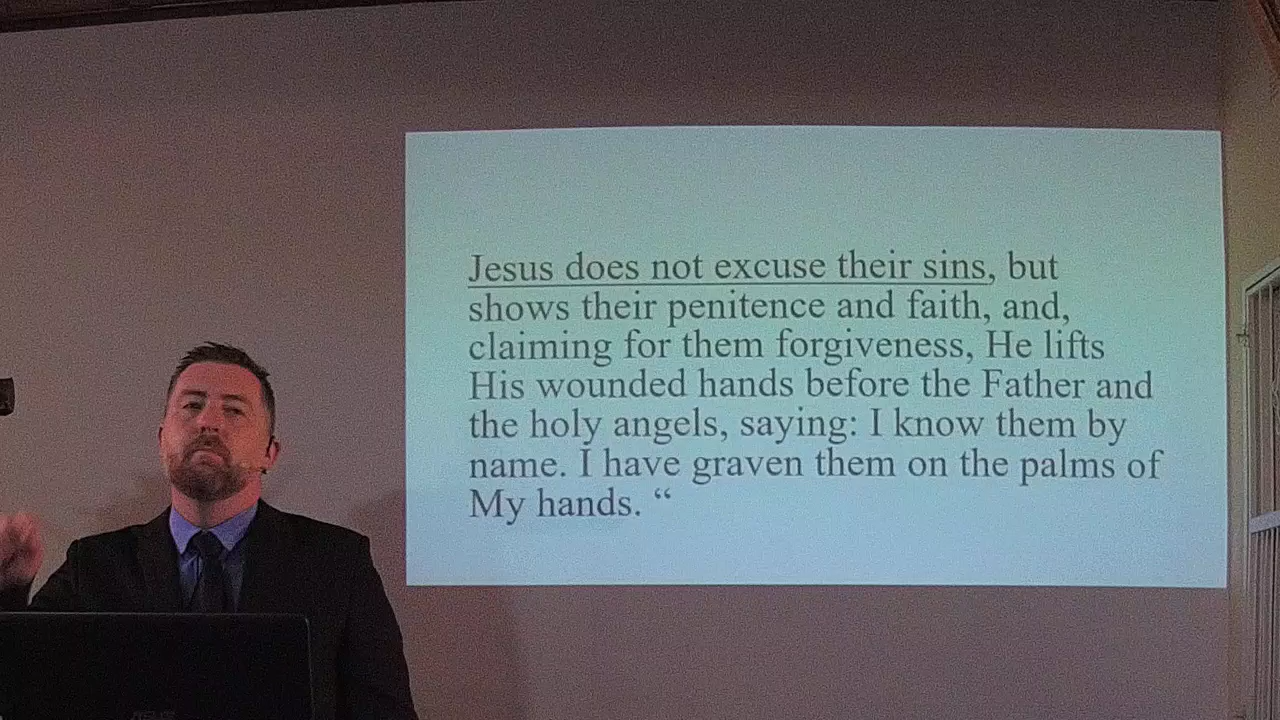 Jesus does not excuse their sins, but
shows their penitence and faith, and,
claiming for them forgiveness, He lifts
His wounded hands before the Father and
the holy angels, saying: I know them by
name. I have graven them on the palms of
My hands. “